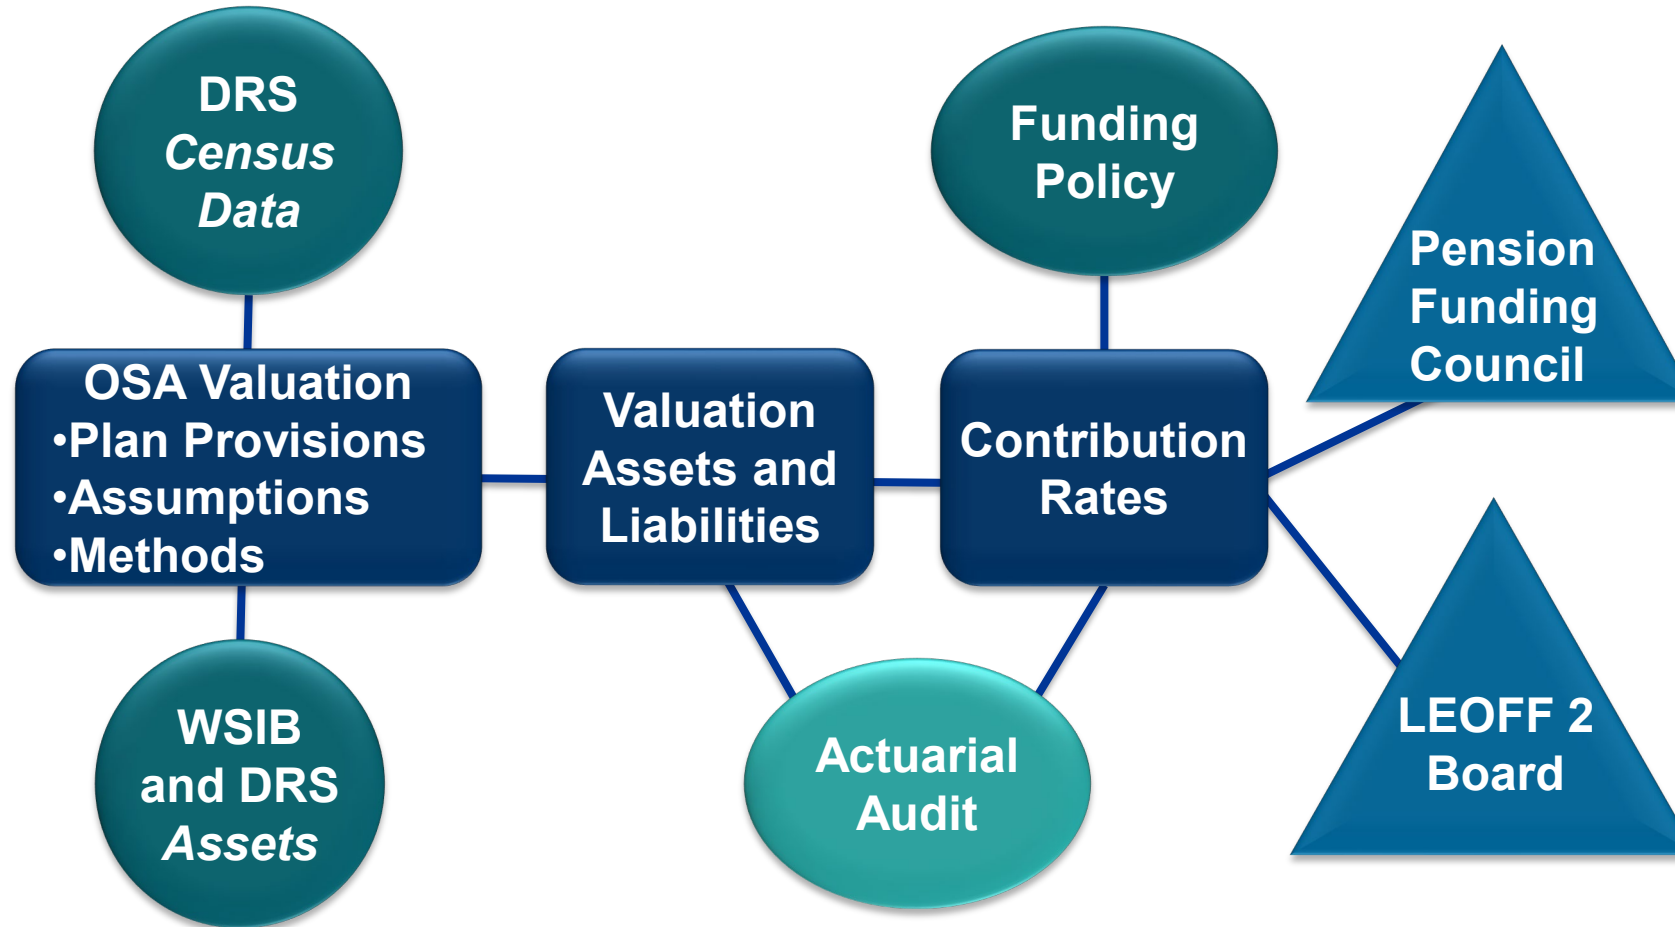 DRS
Census
Data
Funding
Policy
Pension
Funding
Council
OSA Valuation
•Plan Provisions
•Assumptions
•Methods
Valuation
Assets and
Liabilities
Contribution
Rates
WSIB
and DRS
Assets
Actuarial
Audit
LEOFF 2
Board